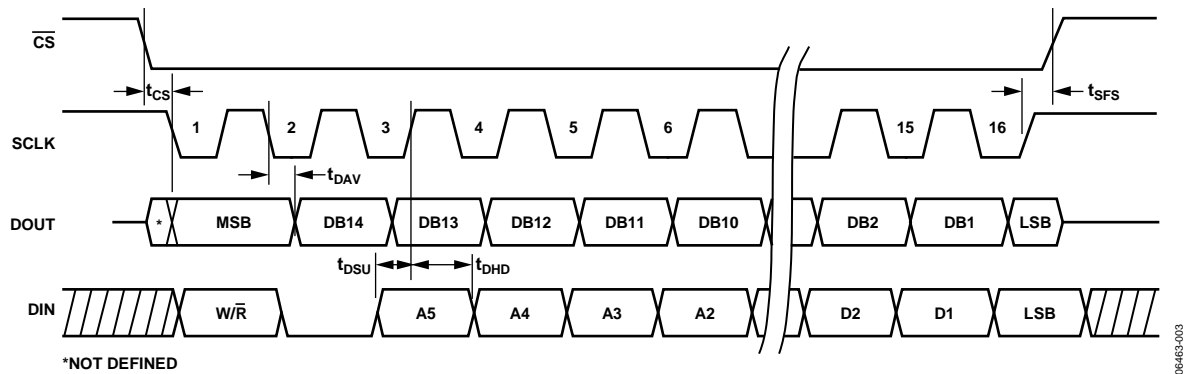 CS
tCS
tSFS
SCLK
1 2 3 4 5 6 15 16
tDAV
DOUT
* MSB DB14 DB13 DB12 DB11 DB10 DB2 DB1 LSB
tDSU tDHD
DIN
W/R A5 A4 A3 A2 D2 D1 LSB
*NOT DEFINED
06463-003